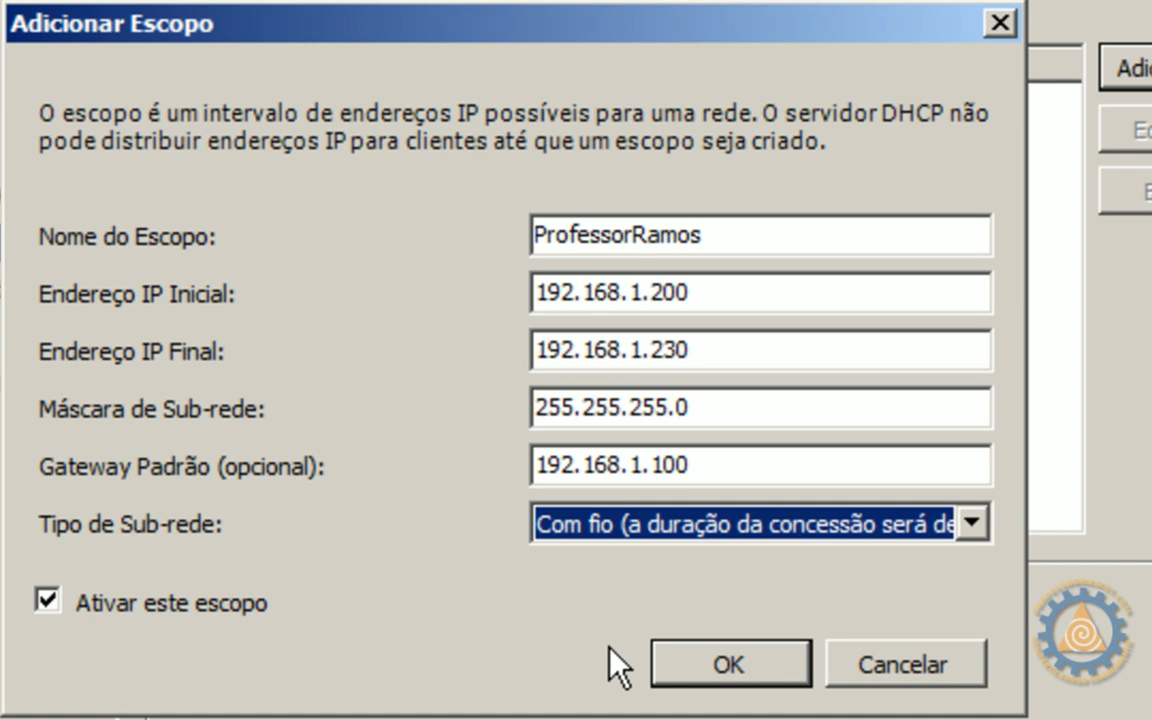 Adicionar Escopo
O escopo é um intervalo de endereços IP possíveis para uma rede. O servidor DHCP não
pode distribuir endereços IP para clientes até que um escopo seja criado.
Nome do Escopo: ProfessorRamos
Endereço IP Inicial: 192.168.1.200
Endereço IP Final: 192.168.1.230
Máscara de Sub-rede: 255.255.255.0
Gateway Padrão (opcional): 192.168.1.100
Tipo de Sub-rede: Com fio (a duração da concessão será de
Ativar este escopo
OK Cancelar